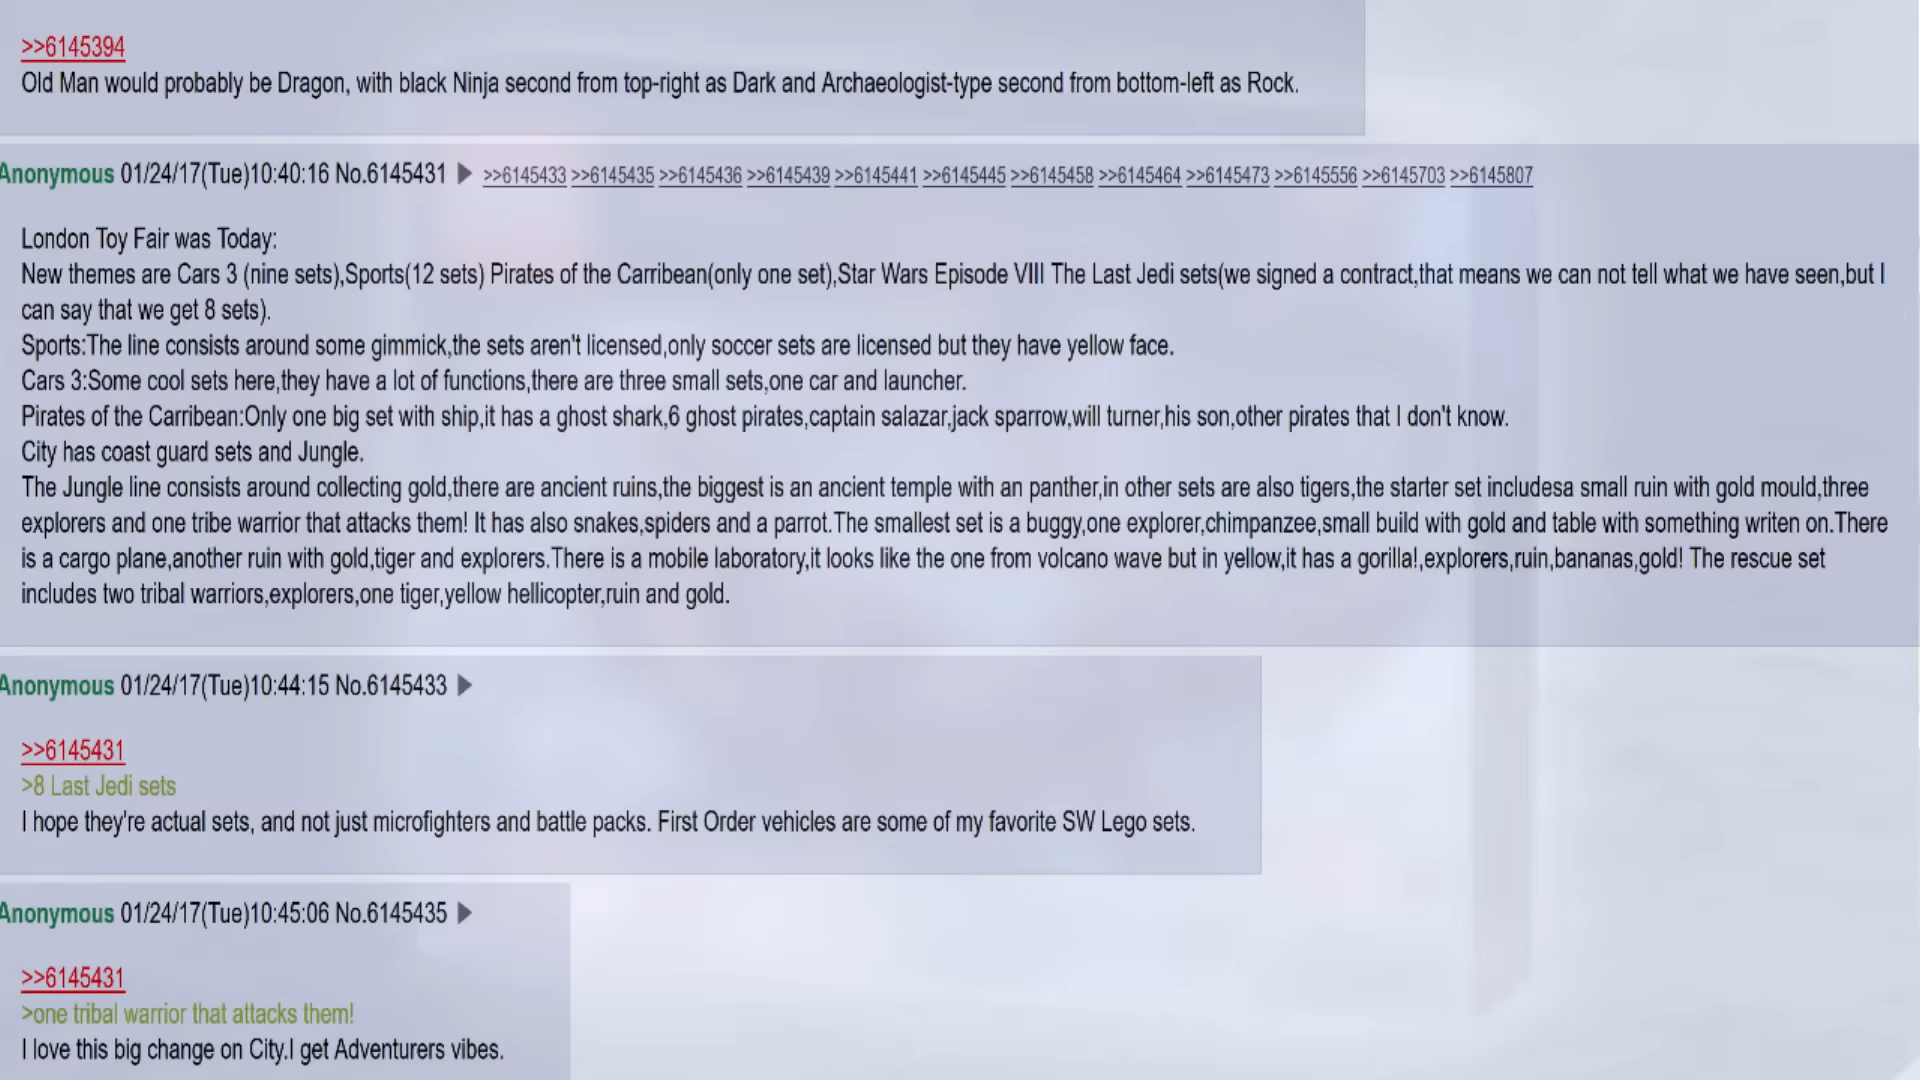 >>6145394
Old Man would probably be Dragon, with black Ninja second from top-right as Dark and Archaeologist-type second from bottom-left as Rock.
Anonymous 01/24/17(Tue)10:40:16 No.6145431 ▶ >>6145433 >>6145435 >>6145436 >>6145439 >>6145441 >>6145445 >>6145458 >>6145464 >>6145473 >>6145556 >>6145703 >>6145807
London Toy Fair was Today:
New themes are Cars 3 (nine sets),Sports(12 sets) Pirates of the Carribean(only one set),Star Wars Episode VIII The Last Jedi sets(we signed a contract,that means we can not tell what we have seen,but I
can say that we get 8 sets).
Sports:The line consists around some gimmick,the sets aren't licensed,only soccer sets are licensed but they have yellow face.
Cars 3:Some cool sets here,they have a lot of functions,there are three small sets,one car and launcher.
Pirates of the Carribean:Only one big set with ship,it has a ghost shark,6 ghost pirates,captain salazar,jack sparrow,will turner,his son,other pirates that I don't know.
City has coast guard sets and Jungle.
The Jungle line consists around collecting gold,there are ancient ruins,the biggest is an ancient temple with an panther,in other sets are also tigers,the starter set includesa small ruin with gold mould,three
explorers and one tribe warrior that attacks them! It has also snakes,spiders and a parrot.The smallest set is a buggy,one explorer,chimpanzee,small build with gold and table with something writen on.There
is a cargo plane,another ruin with gold,tiger and explorers.There is a mobile laboratory,it looks like the one from volcano wave but in yellow,it has a gorilla!,explorers,ruin,bananas,gold! The rescue set
includes two tribal warriors,explorers,one tiger,yellow hellicopter,ruin and gold.
Anonymous 01/24/17(Tue)10:44:15 No.6145433 ▶
>>6145431
>8 Last Jedi sets
I hope they're actual sets, and not just microfighters and battle packs. First Order vehicles are some of my favorite SW Lego sets.
Anonymous 01/24/17(Tue)10:45:06 No.6145435 ▶
>>6145431
>one tribal warrior that attacks them!
I love this big change on City.I get Adventurers vibes.